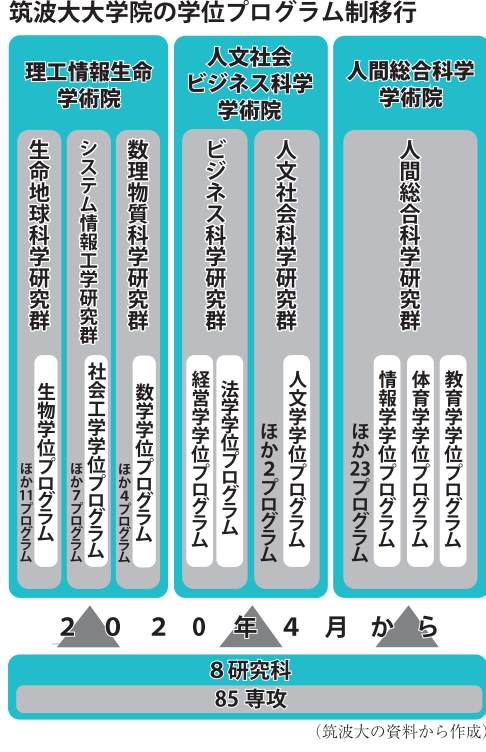 筑波大大学院の学位プログラム制移行
人間総合科学
学術院
人間総合科学研究群
教育学学位プログラム
体育学学位プログラム
情報学学位プログラム
ほか23プログラム
人文社会
ビジネス科学
学術院
人文社会科学研究群
人文学学位プログラム
ほか2プログラム
ビジネス科学研究群
法学学位プログラム
経営学学位プログラム
理工情報生命
学術院
数理物質科学研究群
数学学位プログラム
ほか4プログラム
システム情報工学研究群
社会工学学位プログラム
ほか7プログラム
生命地球科学研究群
生物学学位プログラム
ほか11プログラム
2020年4月から
8研究科
85専攻
（筑波大の資料から作成）